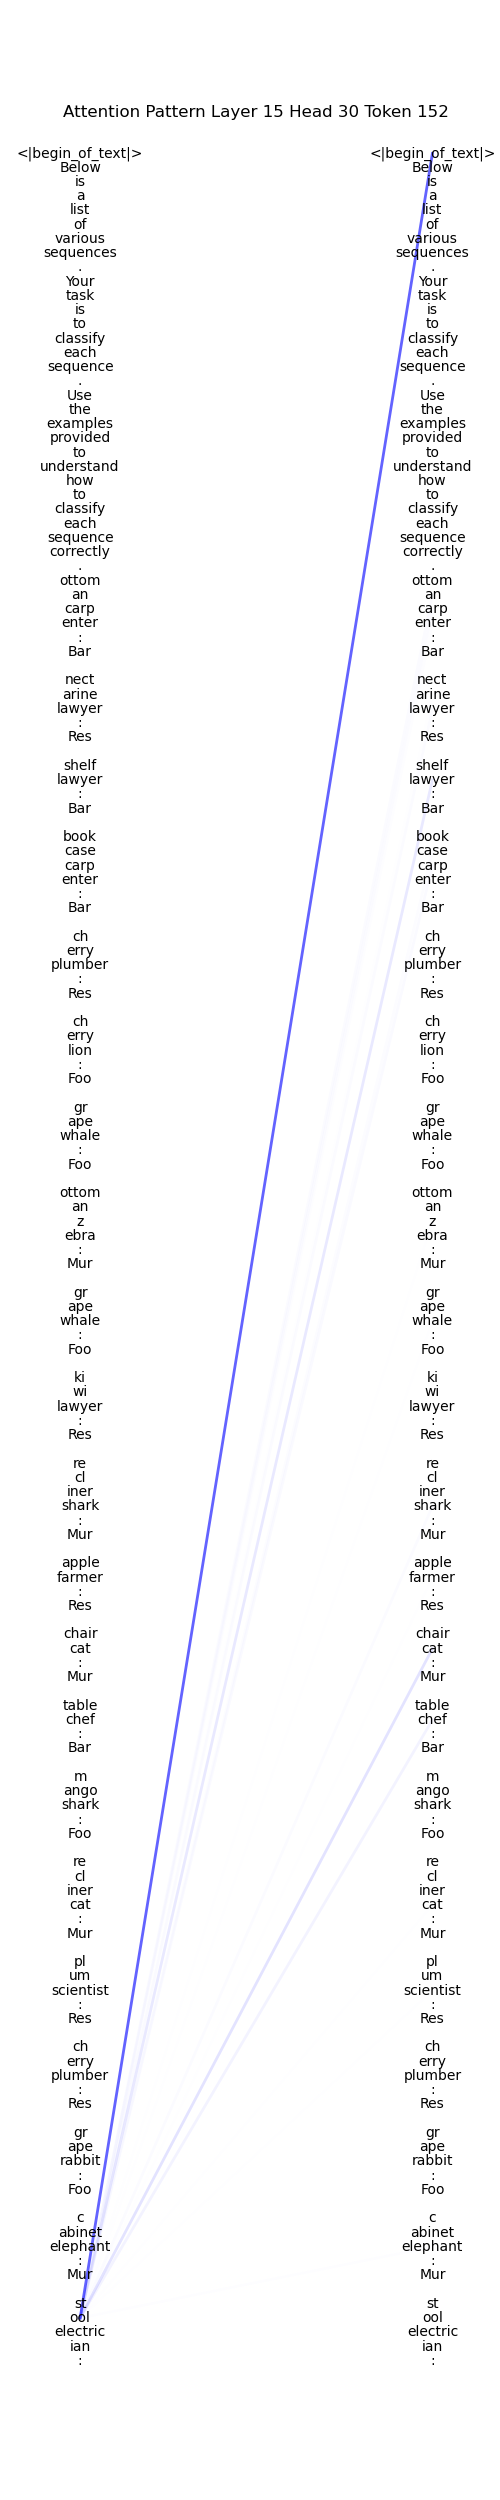 Attention Pattern Layer 15 Head 30 Token 152
<|begin_of_text|> <|begin_of_text|>
Below Below
is is
a a
list list
of of
various various
sequences sequences
. .
Your Your
task task
is is
to to
classify classify
each each
sequence sequence
. .
Use Use
the the
examples examples
provided provided
to to
understand understand
how how
to to
classify classify
each each
sequence sequence
correctly correctly
. .
ottom ottom
an an
carp carp
enter enter
: :
Bar Bar
nect nect
arine arine
lawyer lawyer
: :
Res Res
shelf shelf
lawyer lawyer
: :
Bar Bar
book book
case case
carp carp
enter enter
: :
Bar Bar
ch ch
erry erry
plumber plumber
: :
Res Res
ch ch
erry erry
lion lion
: :
Foo Foo
gr gr
ape ape
whale whale
: :
Foo Foo
ottom ottom
an an
z z
ebra ebra
: :
Mur Mur
gr gr
ape ape
whale whale
: :
Foo Foo
ki ki
wi wi
lawyer lawyer
: :
Res Res
re re
cl cl
iner iner
shark shark
: :
Mur Mur
apple apple
farmer farmer
: :
Res Res
chair chair
cat cat
: :
Mur Mur
table table
chef chef
: :
Bar Bar
m m
ango ango
shark shark
: :
Foo Foo
re re
cl cl
iner iner
cat cat
: :
Mur Mur
pl pl
um um
scientist scientist
: :
Res Res
ch ch
erry erry
plumber plumber
: :
Res Res
gr gr
ape ape
rabbit rabbit
: :
Foo Foo
c c
abinet abinet
elephant elephant
: :
Mur Mur
st st
ool ool
electric electric
ian ian
: :